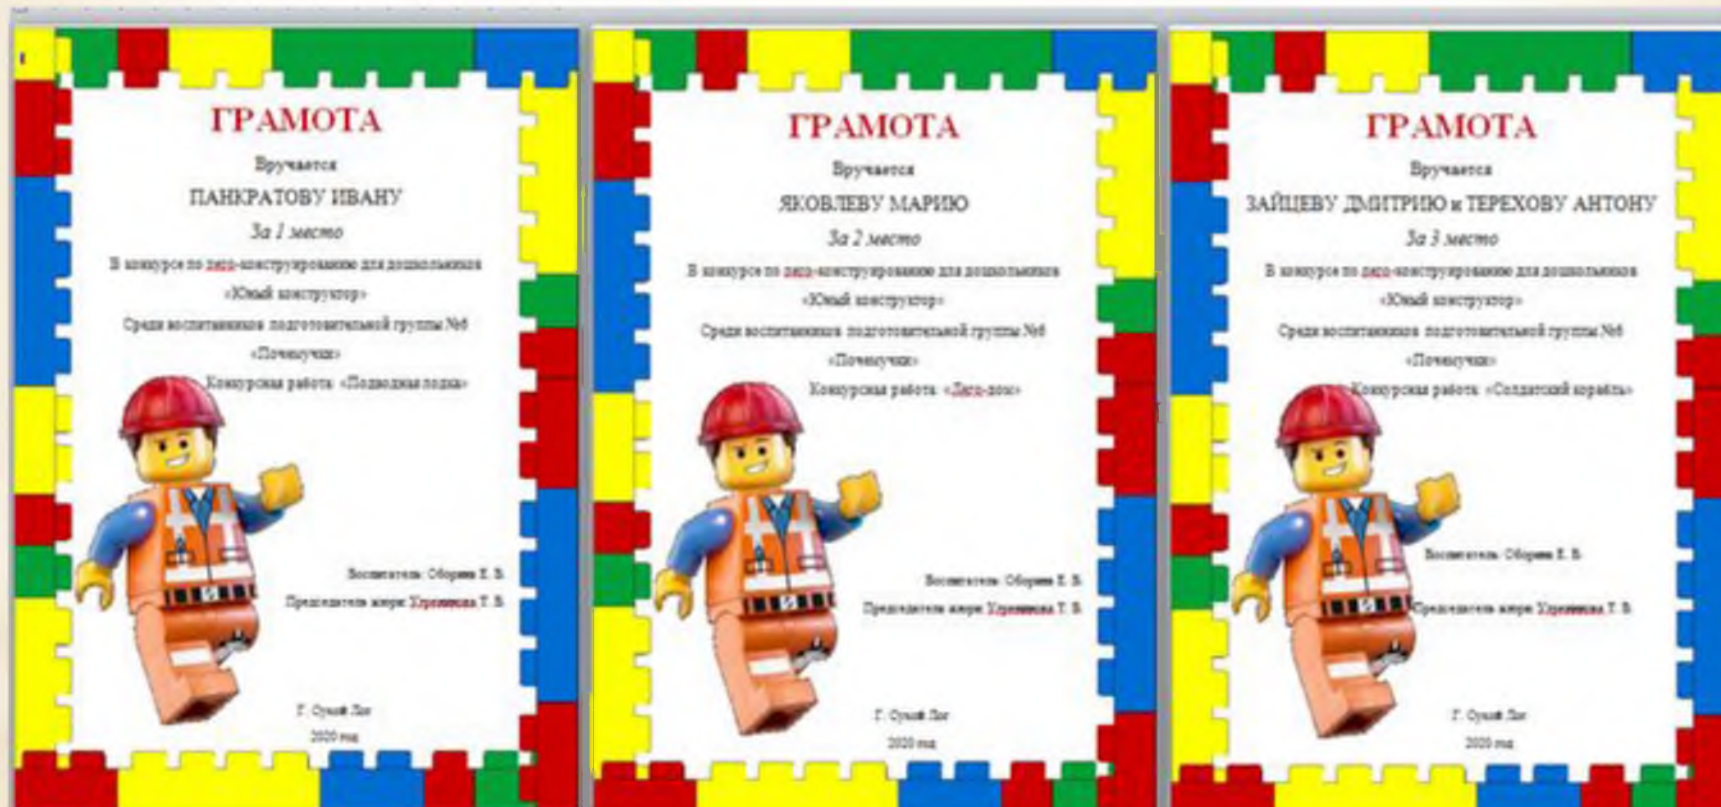 ГРАМОТА
Вручается
ПАНКРАТОВУ ИВАНУ
За 1 место
В конкурсе по лего-конструированию для дошкольников
«Юный конструктор»
Среди воспитанников подготовительной группы №6
«Почемучки»
Конкурсная работа: «Подводная лодка»
Воспитатель: Оборина Е. В.
Председатель жюри: Т. В.
Г. Сухой Лог
2020 год
ГРАМОТА
Вручается
ЯКОВЛЕВУ МАРИЮ
За 2 место
В конкурсе по лего-конструированию для дошкольников
«Юный конструктор»
Среди воспитанников подготовительной группы №6
«Почемучки»
Конкурсная работа: «Лего-дом»
Воспитатель: Оборина Е. В.
Председатель жюри: Т. В.
Г. Сухой Лог
2020 год
ГРАМОТА
Вручается
ЗАЙЦЕВУ ДМИТРИЮ и ТЕРЕХОВУ АНТОНУ
За 3 место
В конкурсе по лего-конструированию для дошкольников
«Юный конструктор»
Среди воспитанников подготовительной группы №6
«Почемучки»
Конкурсная работа: «Солдатский корабль»
Воспитатель: Оборина Е. В.
Председатель жюри: Т. В.
Г. Сухой Лог
2020 год